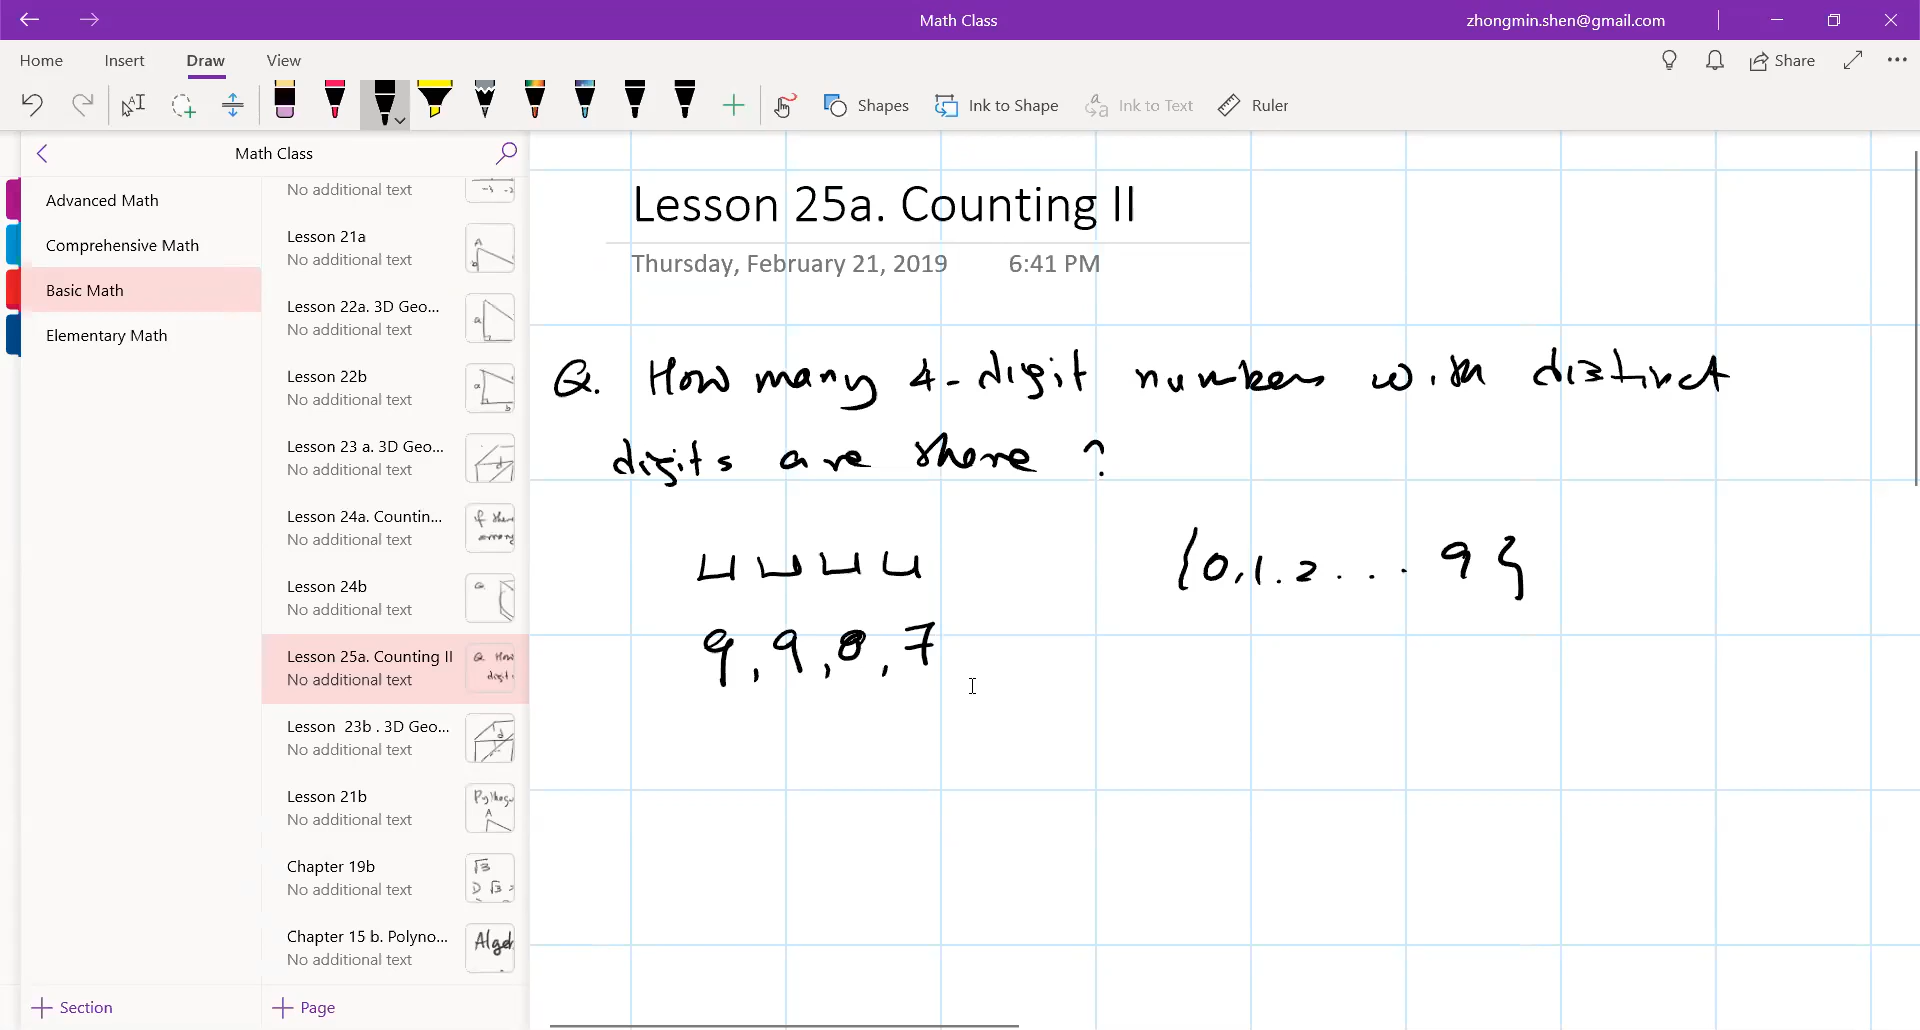 Math Class
zhongmin.shen@gmail.com
Home
Insert
Draw
View
Share
Shapes
Ink to Shape
Ink to Text
Ruler
Math Class
Advanced Math
Comprehensive Math
Basic Math
Elementary Math
No additional text
Lesson 21a
No additional text
Lesson 22a. 3D Geo...
No additional text
Lesson 22b
No additional text
Lesson 23 a. 3D Geo...
No additional text
Lesson 24a. Countin...
No additional text
Lesson 24b
No additional text
Lesson 25a. Counting II
No additional text
Lesson 23b . 3D Geo...
No additional text
Lesson 21b
No additional text
Chapter 19b
No additional text
Chapter 15 b. Polyno...
No additional text
Section
Page
Lesson 25a. Counting II
Thursday, February 21, 2019 6:41 PM
Q. How many 4-digit numbers with distinct
digits are there ?
{0,1.2 ... 9}
9,9,8,7